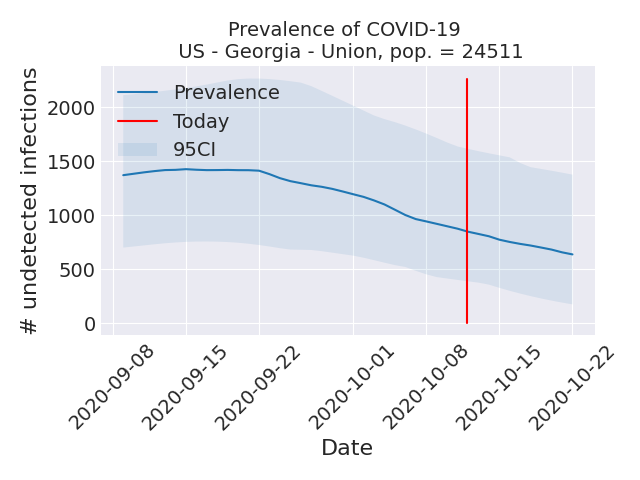 Prevalence of COVID-19
US - Georgia - Union, pop. = 24511
# undetected infections
2000
1500
1000
500
0
Prevalence
Today
95CI
2020-09-08
2020-09-15
2020-09-22
2020-10-01
2020-10-08
2020-10-15
2020-10-22
Date